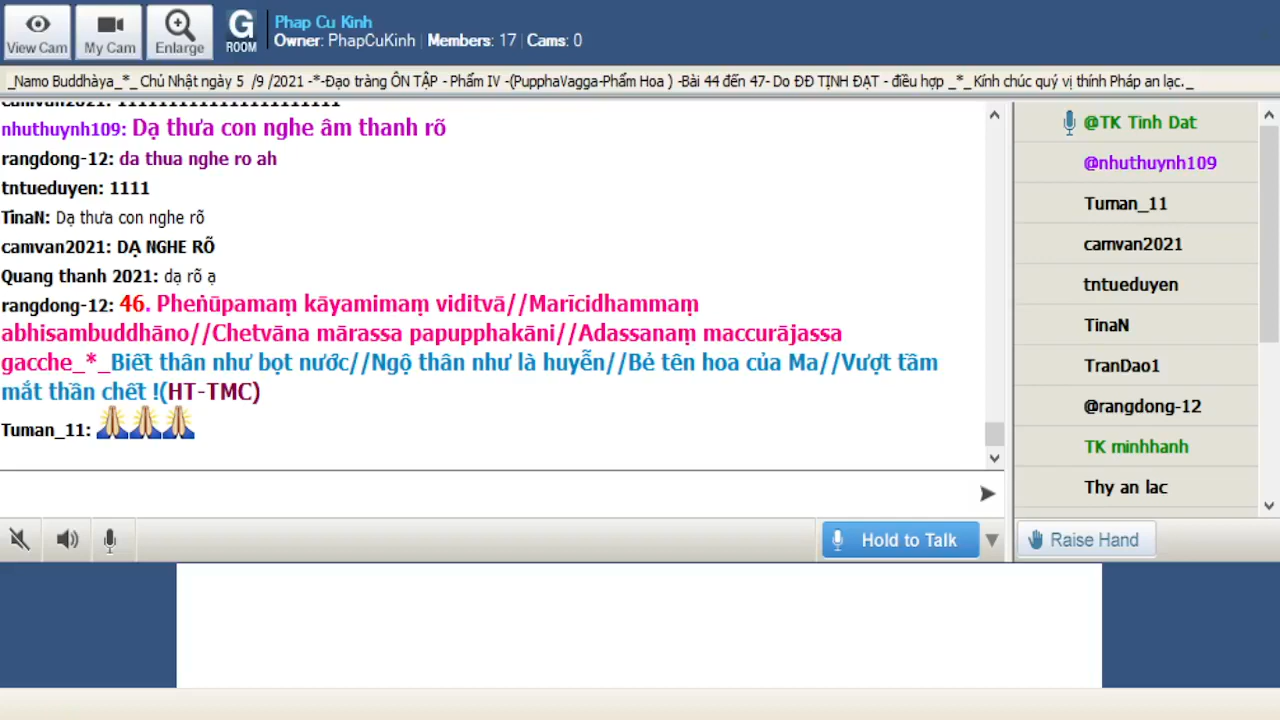 View Cam
My Cam
Enlarge
G
ROOM
Phap Cu Kinh
Owner: PhapCuKinh | Members: 17 | Cams: 0
_Namo Buddhàya_*_ Chủ Nhật ngày 5 /9 /2021 -*-Đạo tràng ÔN TẬP - Phẩm IV -(PupphaVagga-Phẩm Hoa ) -Bài 44 đến 47- Do ĐĐ TỊNH ĐẠT - điều hợp _*_Kính chúc quý vị thính Pháp an lạc._
nhuthuynh109: Dạ thưa con nghe âm thanh rõ
rangdong-12: da thua nghe ro ah
tntueduyen: 1111
TinaN: Dạ thưa con nghe rõ
camvan2021: DẠ NGHE RÕ
Quang thanh 2021: dạ rõ ạ
rangdong-12: 46. Pheṅūpamaṃ kāyamimaṃ viditvā//Marīcidhammaṃ
abhisambuddhāno//Chetvāna mārassa papupphakāni//Adassanaṃ maccurājassa
gacche_*_Biết thân như bọt nước//Ngộ thân như là huyễn//Bẻ tên hoa của Ma//Vượt tầm
mắt thần chết !(HT-TMC)
Tuman_11: 🙏🙏🙏
@TK Tinh Dat
@nhuthuynh109
Tuman_11
camvan2021
tntueduyen
TinaN
TranDao1
@rangdong-12
TK minhhanh
Thy an lac
Hold to Talk
Raise Hand